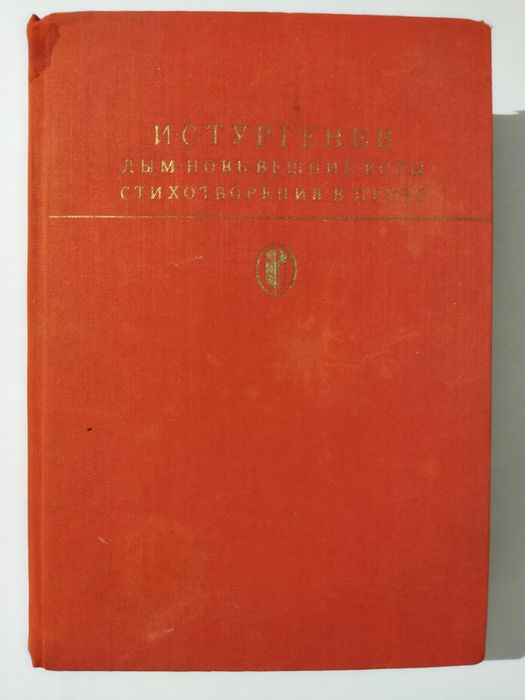 И·С·ТУРГЕНЕВ
ДЫМ·НОВЬ·ВЕШНИЕ ВОДЫ
СТИХОТВОРЕНИЯ В ПРОЗЕ